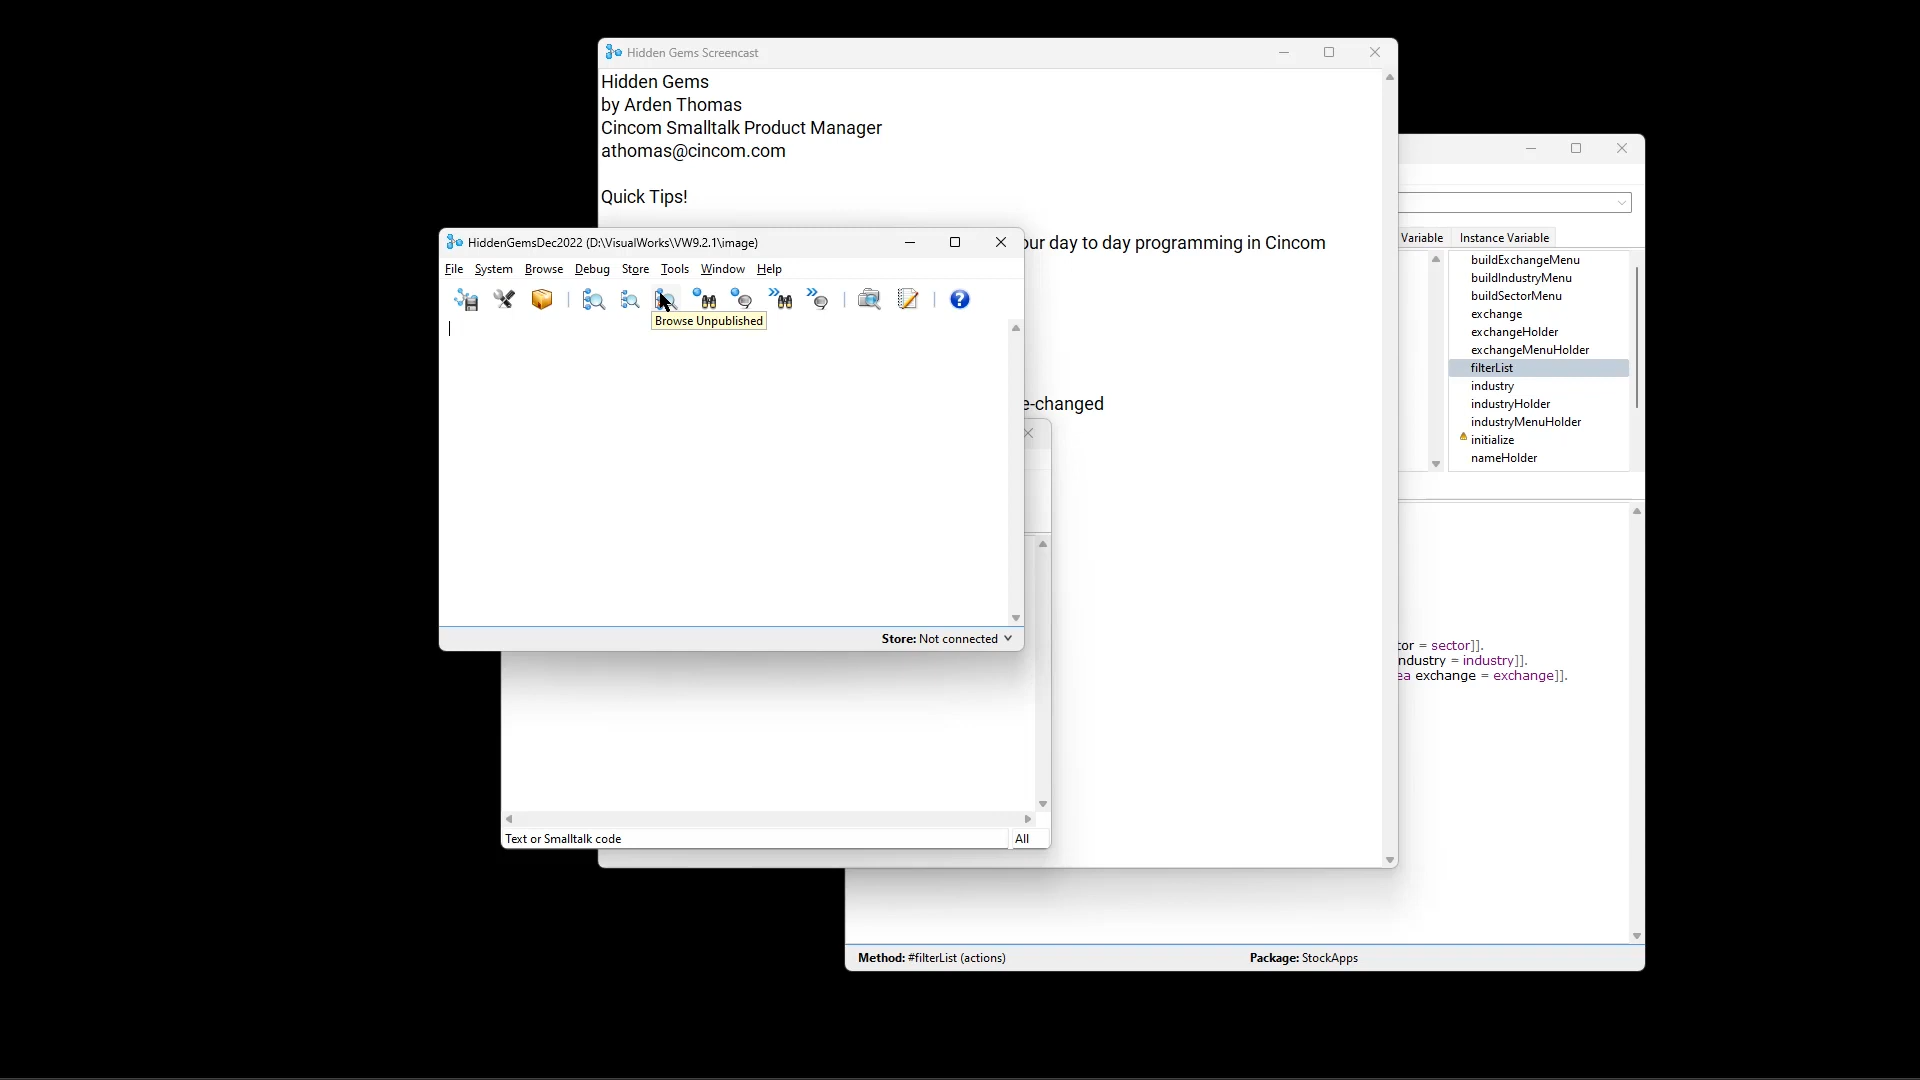 Hidden Gems Screencast
Hidden Gems
by Arden Thomas
Cincom Smalltalk Product Manager
athomas@cincom.com
Quick Tips!
our day to day programming in Cincom
e-changed
HiddenGemsDec2022 (D:\VisualWorks\VW9.2.1\image)
File System Browse Debug Store Tools Window Help
Browse Unpublished
Store: Not connected
Text or Smalltalk code
All
Variable
Instance Variable
buildExchangeMenu
buildIndustryMenu
buildSectorMenu
exchange
exchangeHolder
exchangeMenuHolder
filterList
industry
industryHolder
industryMenuHolder
initialize
nameHolder
tor = sector]].
ndustry = industry]].
ea exchange = exchange]].
Method: #filterList (actions)
Package: StockApps